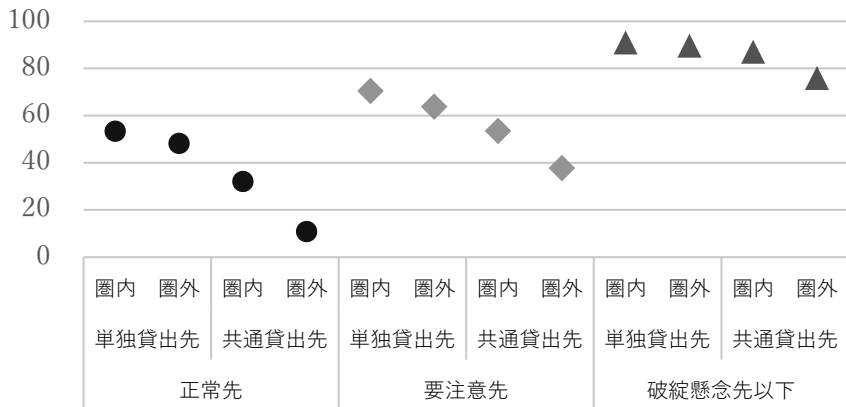 100
80
60
40
20
0
圏内 圏外 圏内 圏外 圏内 圏外 圏内 圏外 圏内 圏外 圏内 圏外
単独貸出先 共通貸出先 単独貸出先 共通貸出先 単独貸出先 共通貸出先
正常先 要注意先 破綻懸念先以下